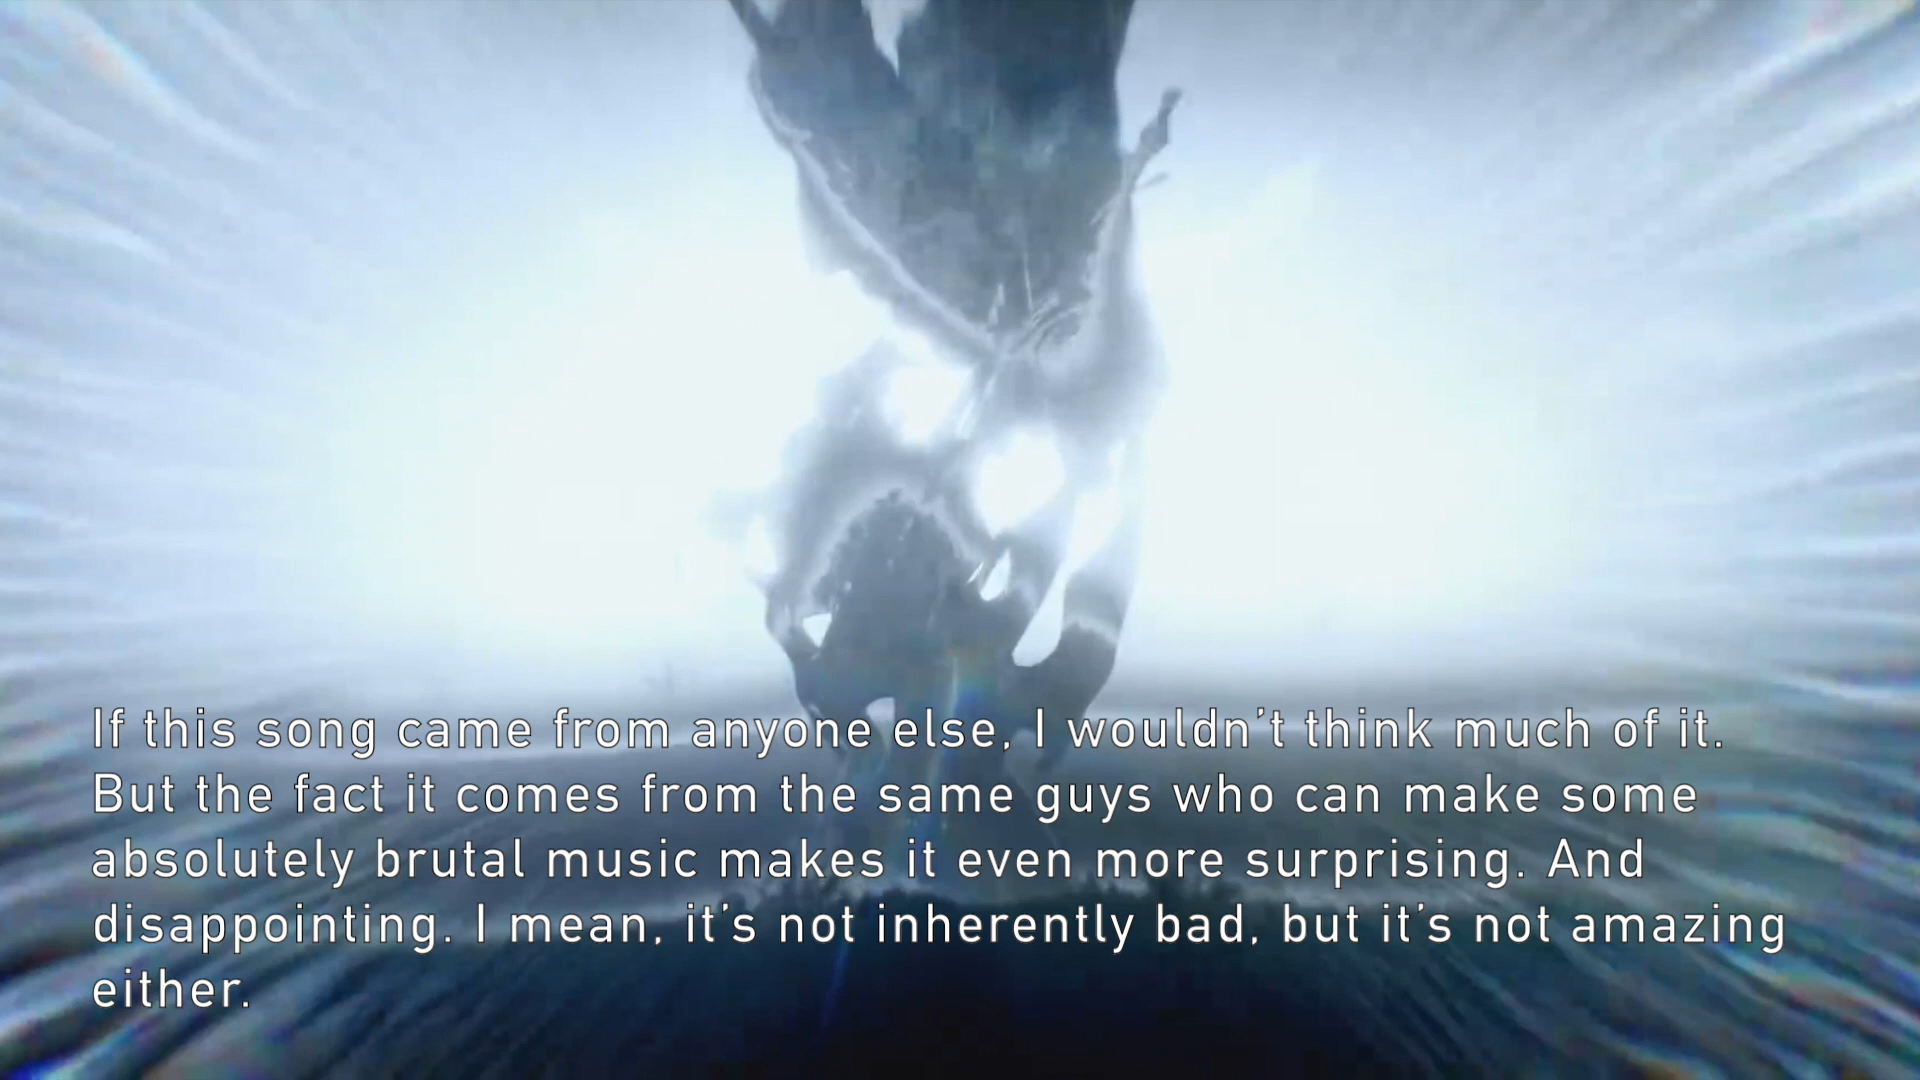 If this song came from anyone else, I wouldn't think much of it.
But the fact it comes from the same guys who can make some
absolutely brutal music makes it even more surprising. And
disappointing. I mean, it's not inherently bad, but it's not amazing
either.